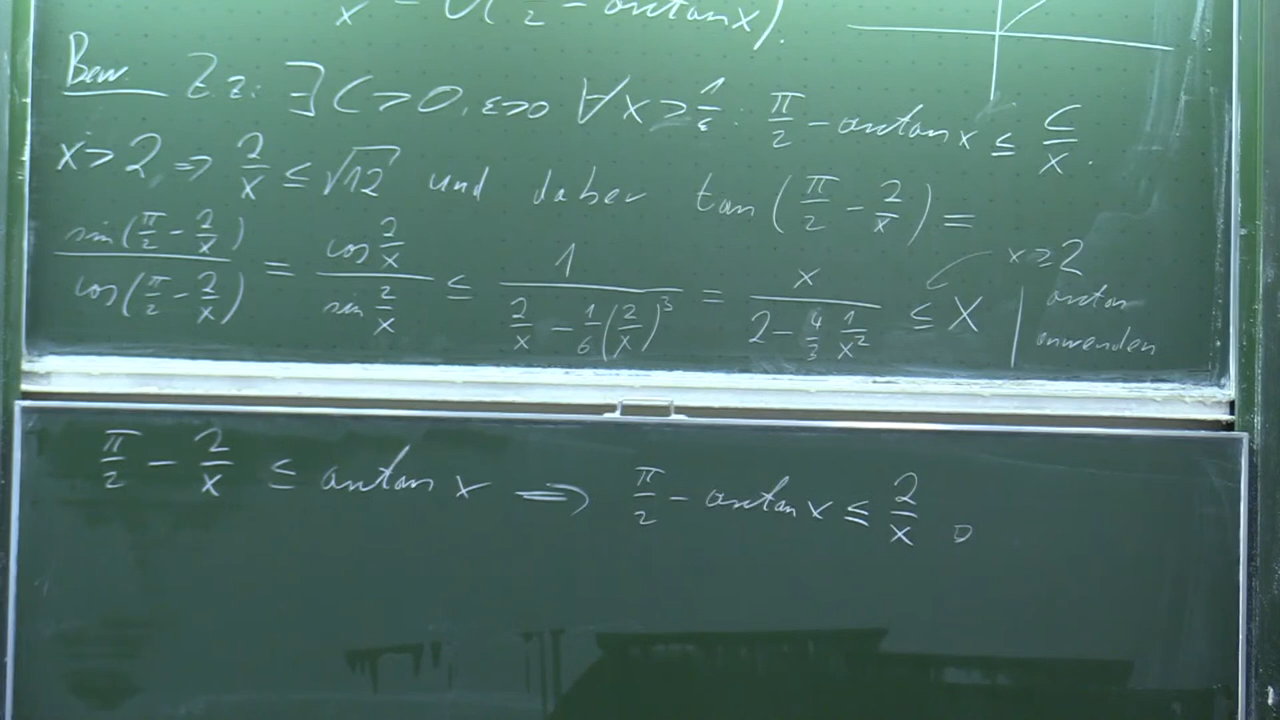 x = O(π/2 - arctan x).
Bew. Z.z.: ∃ C > 0, ε>0 ∀x > 1/ε: π/2 - arctan x ≤ C/x.
x > 2, ⇒ 2/x ≤ √12 und daher tan(π/2 - 2/x) =
sin(π/2 - 2/x)/cos(π/2 - 2/x) = cos 2/x / sin 2/x ≤ 1/(2/x - 1/6 (2/x)^3) = x/(2 - 4/3 1/x²) ≤ x | arctan anwenden
x≥2
π/2 - 2/x ≤ arctan x ⇒ π/2 - arctan x ≤ 2/x □